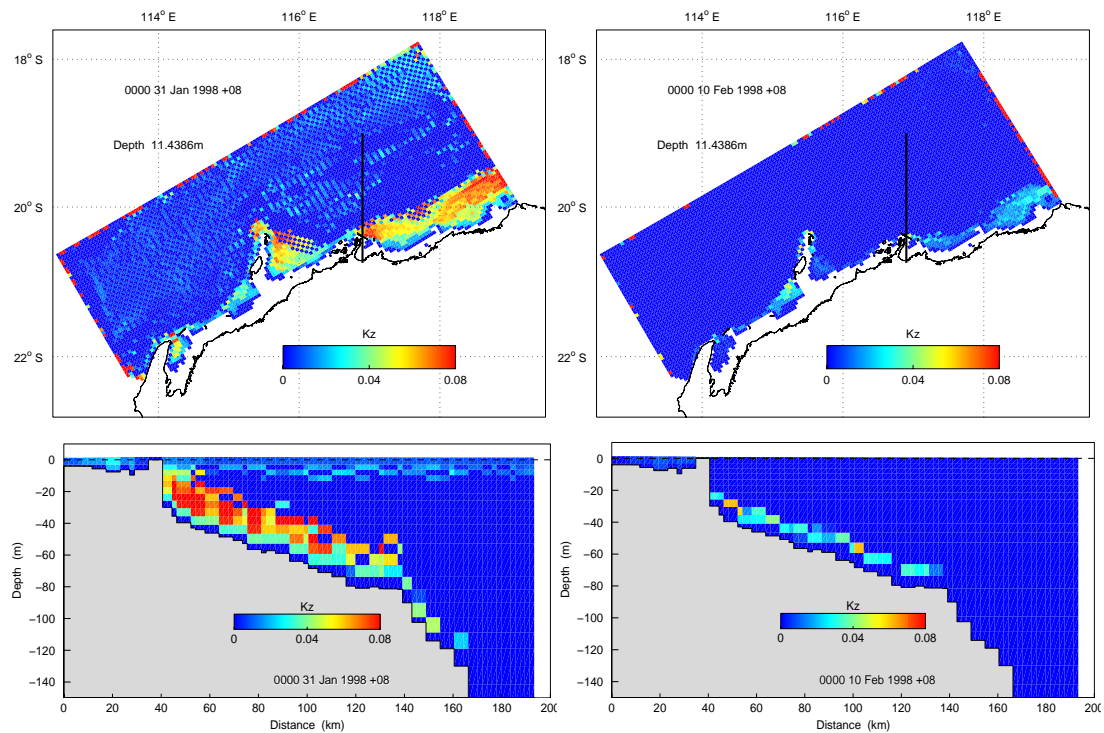 114° E 116° E 118° E
18° S
20° S
22° S
0000 31 Jan 1998 +08
Depth 11.4386m
Kz
0 0.04 0.08
114° E 116° E 118° E
18° S
20° S
22° S
0000 10 Feb 1998 +08
Depth 11.4386m
Kz
0 0.04 0.08
0
−20
−40
−60
−80
−100
−120
−140
Depth (m)
Kz
0 0.04 0.08
0000 31 Jan 1998 +08
0 20 40 60 80 100 120 140 160 180 200
Distance (km)
0
−20
−40
−60
−80
−100
−120
−140
Depth (m)
Kz
0 0.04 0.08
0000 10 Feb 1998 +08
0 20 40 60 80 100 120 140 160 180 200
Distance (km)